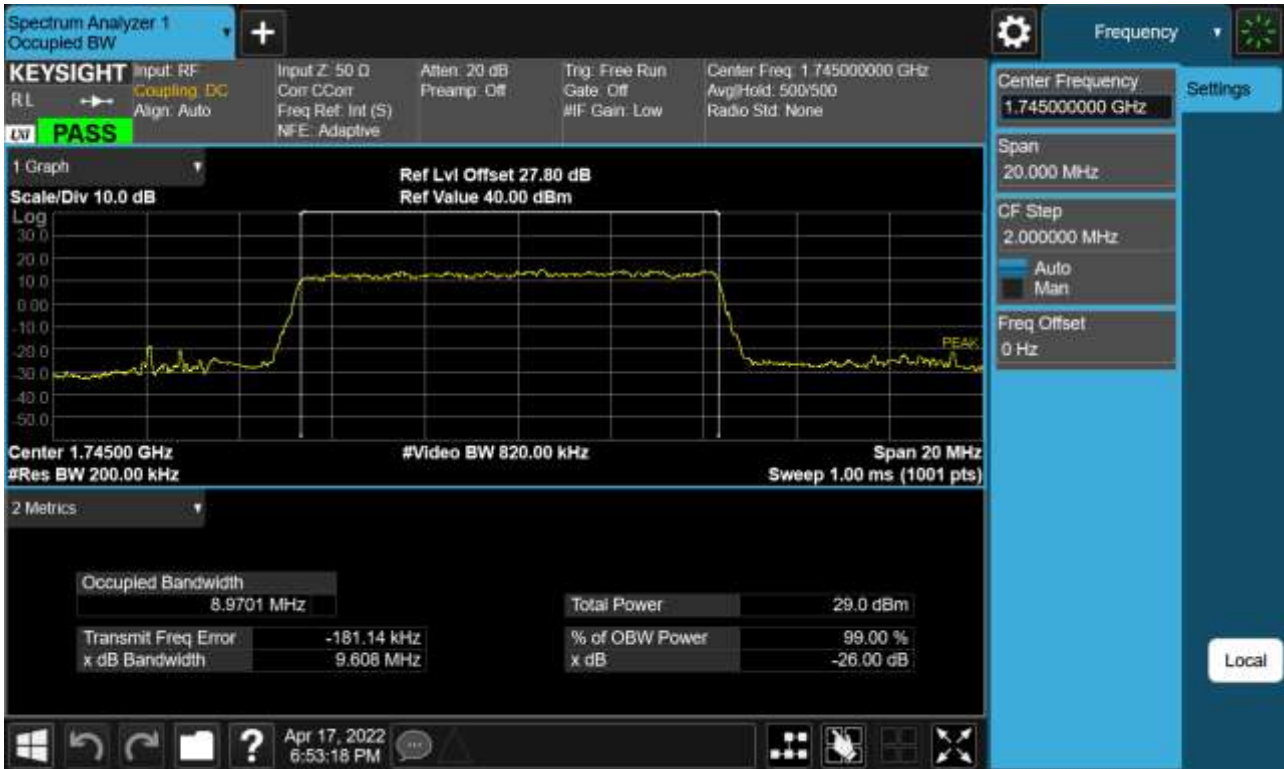 Spectrum Analyzer 1
Occupied BW
Frequency
KEYSIGHT
RL
LXI PASS
Input: RF
Coupling: DC
Align: Auto
Input Z: 50 Ω
Corr CCorr
Freq Ref: Int (S)
NFE: Adaptive
Atten: 20 dB
Preamp: Off
Trig: Free Run
Gate: Off
#IF Gain: Low
Center Freq: 1.745000000 GHz
Avg|Hold: 500/500
Radio Std: None
1 Graph
Scale/Div 10.0 dB
Ref Lvl Offset 27.80 dB
Ref Value 40.00 dBm
Log
30.0
20.0
10.0
0.00
-10.0
-20.0
-30.0
-40.0
-50.0
PEAK
Center 1.74500 GHz
#Res BW 200.00 kHz
#Video BW 820.00 kHz
Span 20 MHz
Sweep 1.00 ms (1001 pts)
2 Metrics
Occupied Bandwidth
8.9701 MHz
Transmit Freq Error -181.14 kHz
x dB Bandwidth 9.608 MHz
Total Power 29.0 dBm
% of OBW Power 99.00 %
x dB -26.00 dB
Center Frequency
1.745000000 GHz
Span
20.000 MHz
CF Step
2.000000 MHz
Auto
Man
Freq Offset
0 Hz
Settings
Local
?
Apr 17, 2022
6:53:18 PM